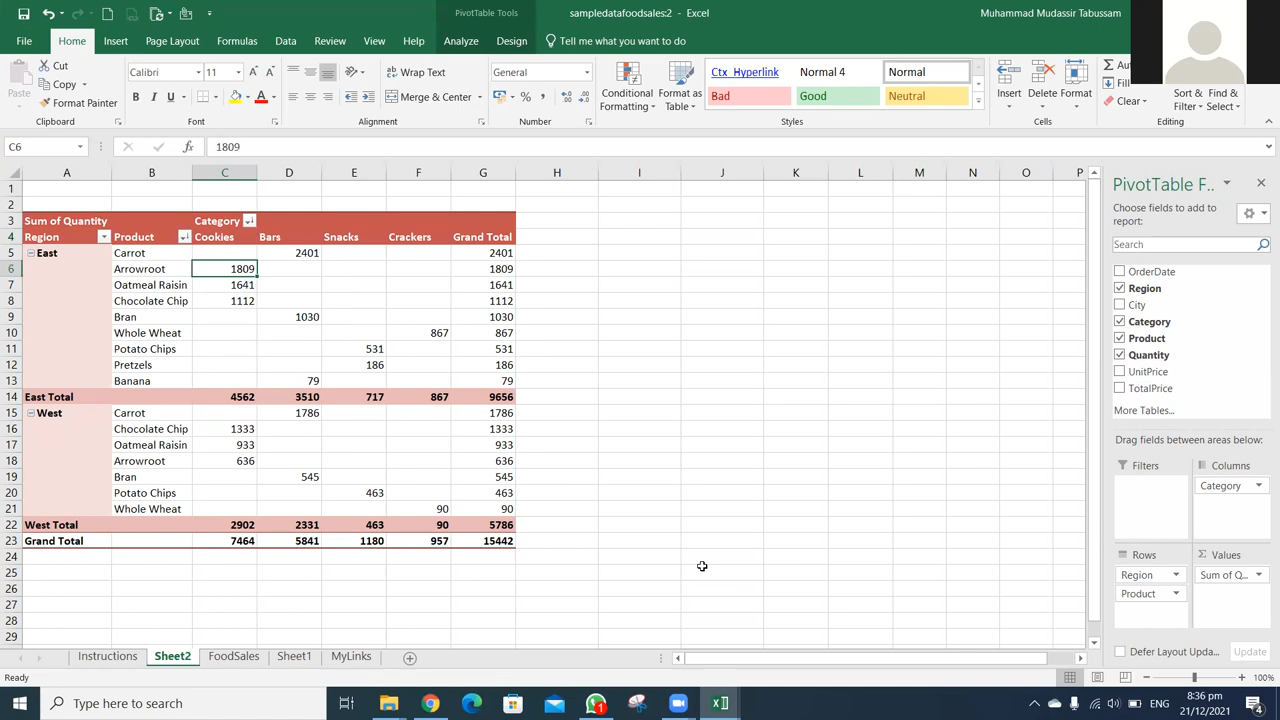 PivotTable Tools
sampledatafoodsales:2 - Excel
Muhammad Mudassir Tabussam
File Home Insert Page Layout Formulas Data Review View Help Analyze Design Tell me what you want to do
Paste
Cut
Copy
Format Painter
Clipboard
Calibri 11
B I U
Font
Wrap Text
Merge & Center
Alignment
General
Number
Conditional Formatting
Format as Table
Ctx_Hyperlink Normal 4 Normal
Bad Good Neutral
Styles
Insert Delete Format
Cells
Fill
Clear
Sort & Filter
Find & Select
Editing
C6 fx 1809
A B C D E F G H I J K L M N O P
1
2
3 Sum of Quantity Category
4 Region Product Cookies Bars Snacks Crackers Grand Total
5 East Carrot 2401 2401
6 Arrowroot 1809 1809
7 Oatmeal Raisin 1641 1641
8 Chocolate Chip 1112 1112
9 Bran 1030 1030
10 Whole Wheat 867 867
11 Potato Chips 531 531
12 Pretzels 186 186
13 Banana 79 79
14 East Total 4562 3510 717 867 9656
15 West Carrot 1786 1786
16 Chocolate Chip 1333 1333
17 Oatmeal Raisin 933 933
18 Arrowroot 636 636
19 Bran 545 545
20 Potato Chips 463 463
21 Whole Wheat 90 90
22 West Total 2902 2331 463 90 5786
23 Grand Total 7464 5841 1180 957 15442
24
25
26
27
28
29
PivotTable F..
Choose fields to add to report:
Search
OrderDate
Region
City
Category
Product
Quantity
UnitPrice
TotalPrice
More Tables...
Drag fields between areas below:
Filters
Columns
Category
Rows
Region
Product
Values
Sum of Q...
Defer Layout Upda... Update
Instructions Sheet2 FoodSales Sheet1 MyLinks
Ready
100%
Type here to search
1
8:36 pm
21/12/2021
4